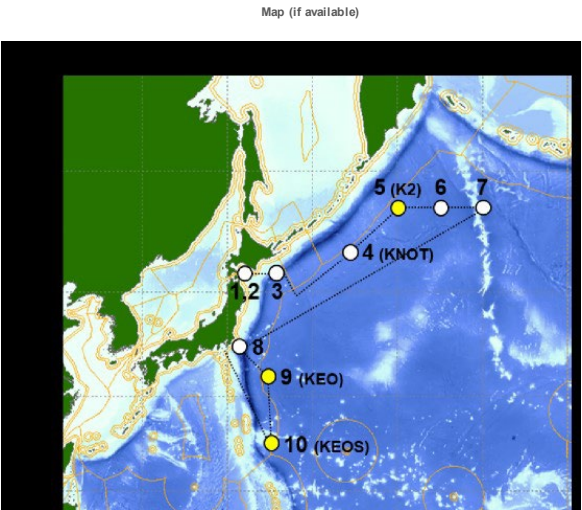 Map (if available)
5 (K2) 6 7
4 (KNOT)
1,2 3
8
9 (KEO)
10 (KEOS)